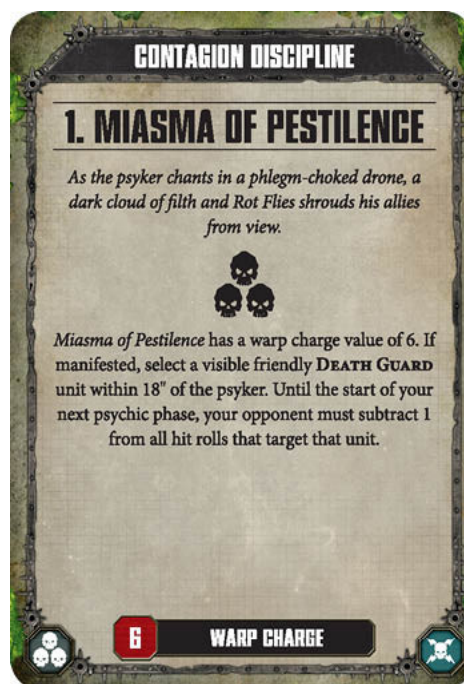 CONTAGION DISCIPLINE
1. MIASMA OF PESTILENCE
As the psyker chants in a phlegm-choked drone, a
dark cloud of filth and Rot Flies shrouds his allies
from view.
Miasma of Pestilence has a warp charge value of 6. If
manifested, select a visible friendly DEATH GUARD
unit within 18" of the psyker. Until the start of your
next psychic phase, your opponent must subtract 1
from all hit rolls that target that unit.
6 WARP CHARGE